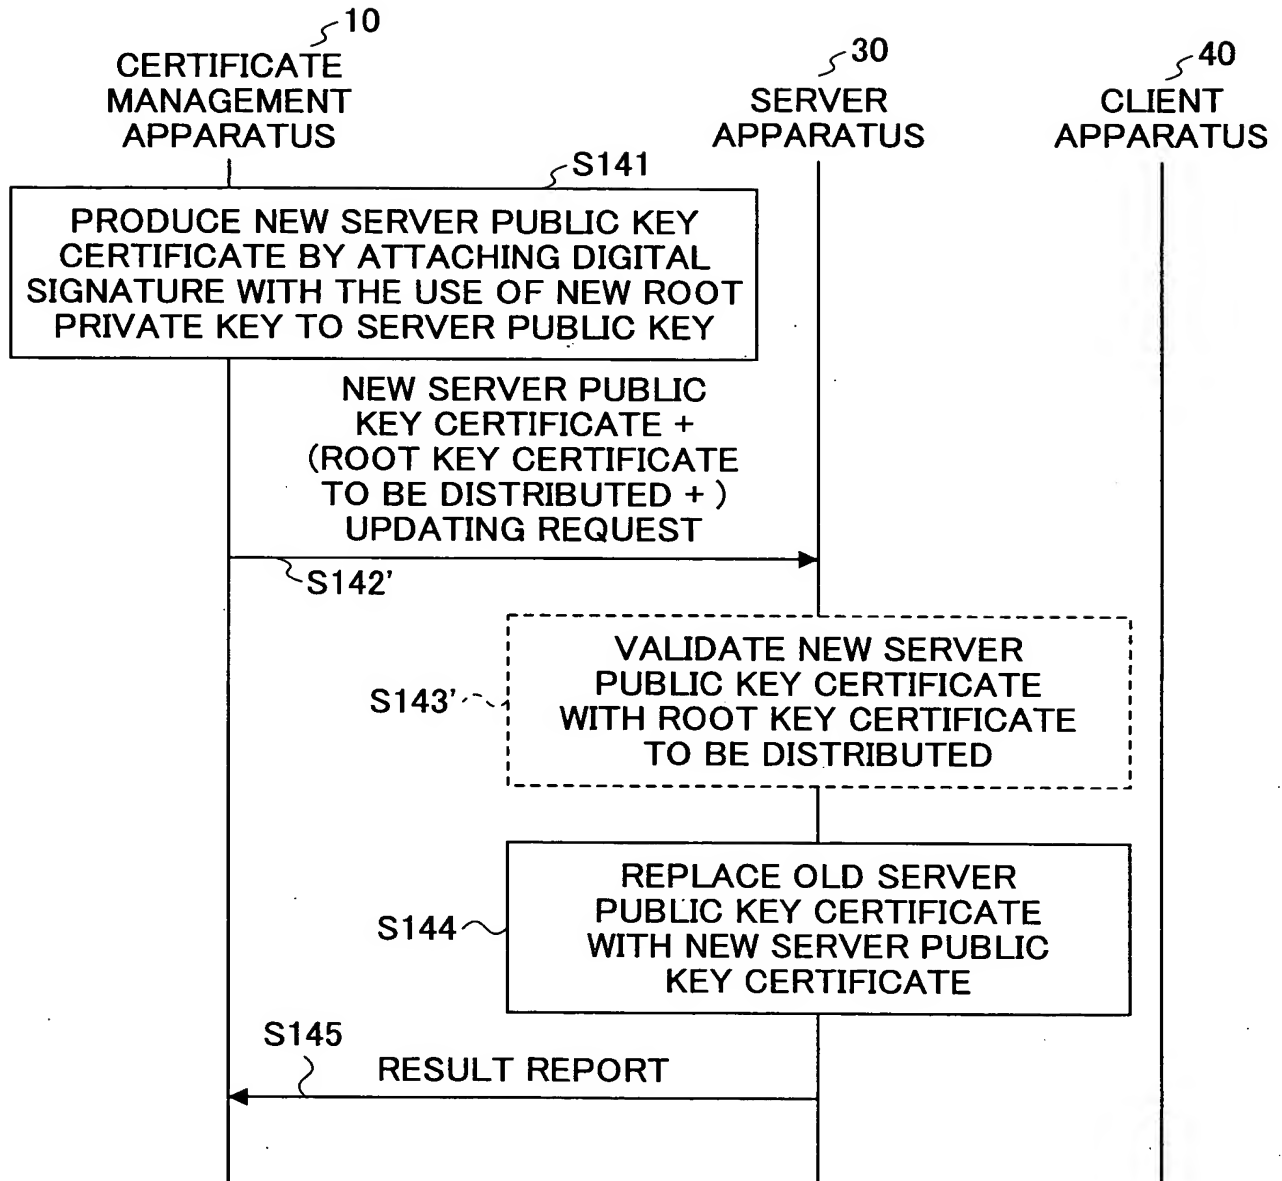 10
CERTIFICATE
MANAGEMENT
APPARATUS
30
SERVER
APPARATUS
40
CLIENT
APPARATUS
S141
PRODUCE NEW SERVER PUBLIC KEY
CERTIFICATE BY ATTACHING DIGITAL
SIGNATURE WITH THE USE OF NEW ROOT
PRIVATE KEY TO SERVER PUBLIC KEY
NEW SERVER PUBLIC
KEY CERTIFICATE +
(ROOT KEY CERTIFICATE
TO BE DISTRIBUTED + )
UPDATING REQUEST
S142'
VALIDATE NEW SERVER
PUBLIC KEY CERTIFICATE
WITH ROOT KEY CERTIFICATE
TO BE DISTRIBUTED
S143'
REPLACE OLD SERVER
PUBLIC KEY CERTIFICATE
WITH NEW SERVER PUBLIC
KEY CERTIFICATE
S144
S145
RESULT REPORT